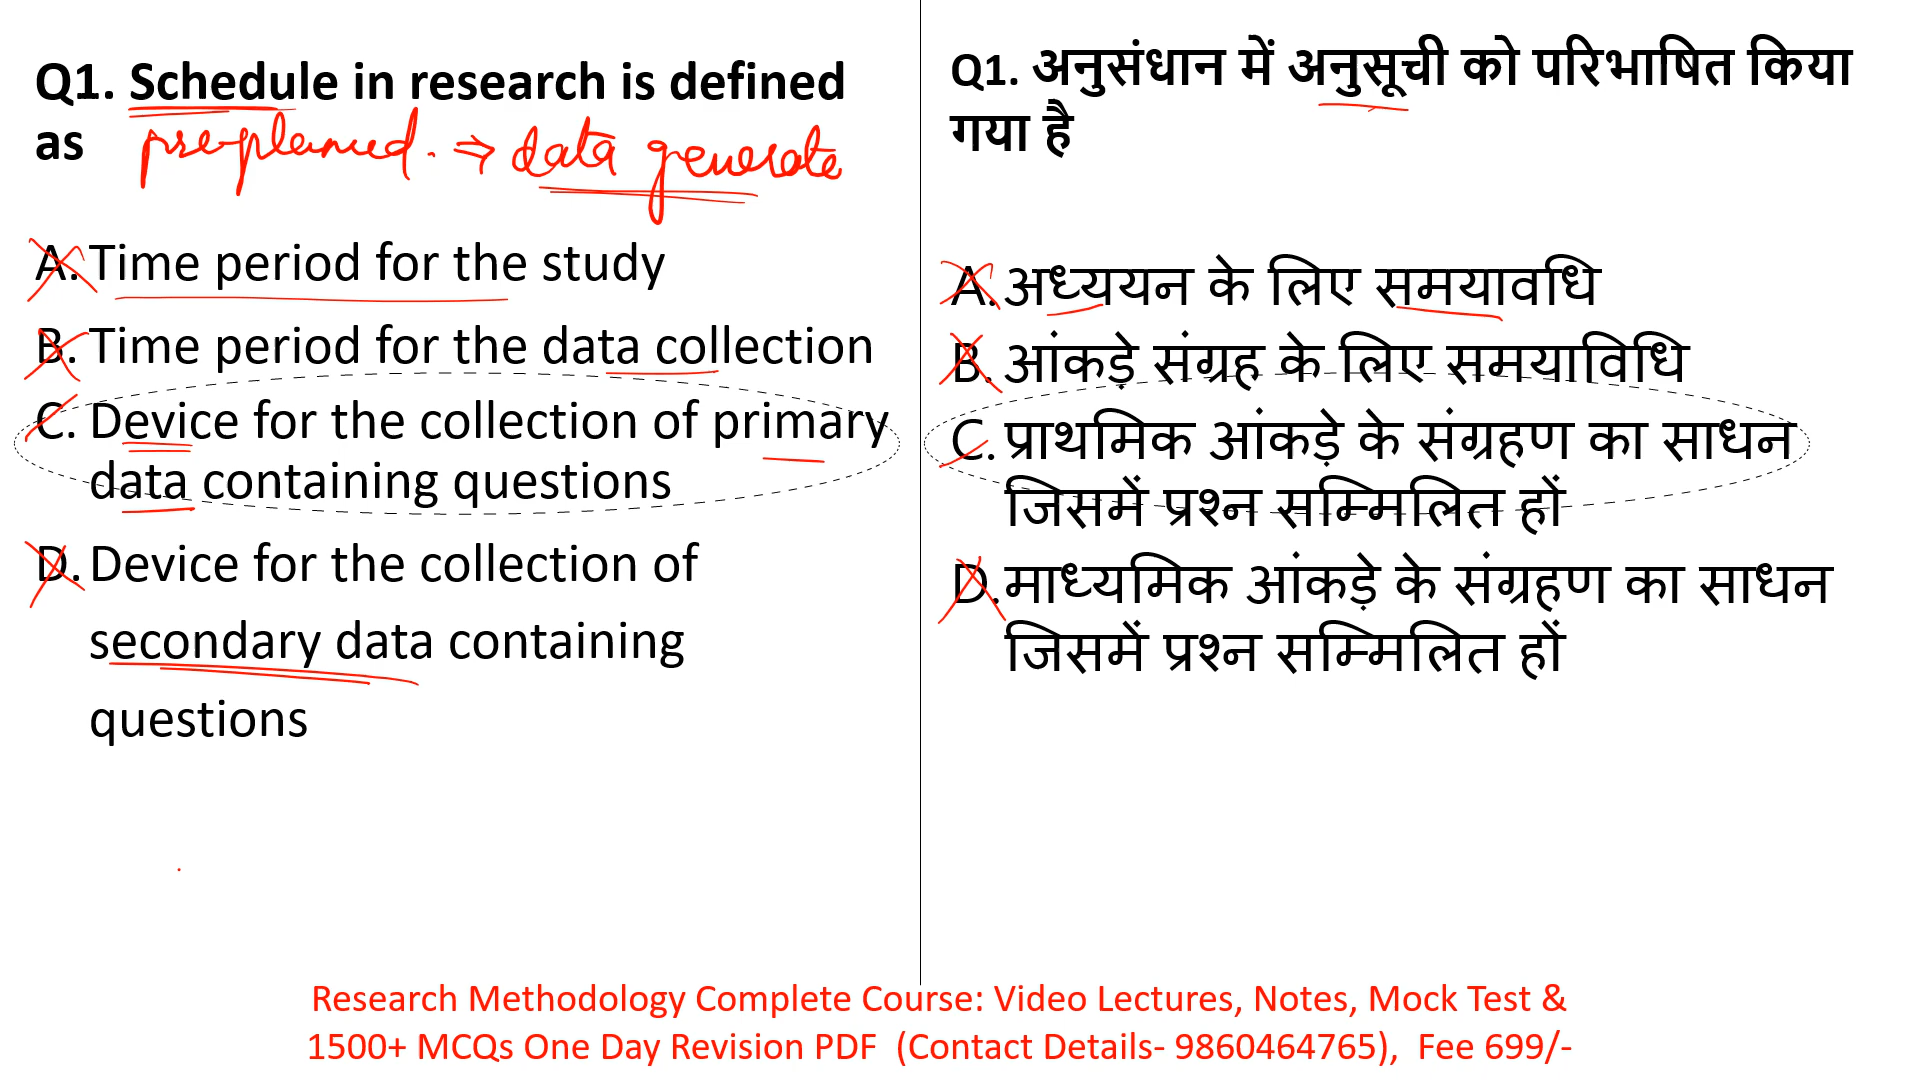 Q1. Schedule in research is defined
as pre-planned. → data generate
A. Time period for the study
B. Time period for the data collection
C. Device for the collection of primary
data containing questions
D. Device for the collection of
secondary data containing
questions
Q1. अनुसंधान में अनुसूची को परिभाषित किया
गया है
A. अध्ययन के लिए समयावधि
B. आंकड़े संग्रह के लिए समयाविधि
C. प्राथमिक आंकड़े के संग्रहण का साधन
जिसमें प्रश्न सम्मिलित हों
D. माध्यमिक आंकड़े के संग्रहण का साधन
जिसमें प्रश्न सम्मिलित हों
Research Methodology Complete Course: Video Lectures, Notes, Mock Test &
1500+ MCQs One Day Revision PDF (Contact Details- 9860464765), Fee 699/-